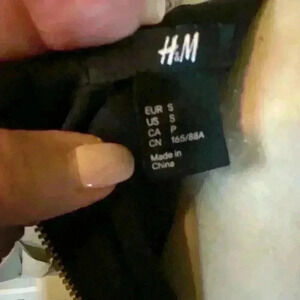 H&M
EUR S
US S
CA P
CN 165/88A
Made in
China